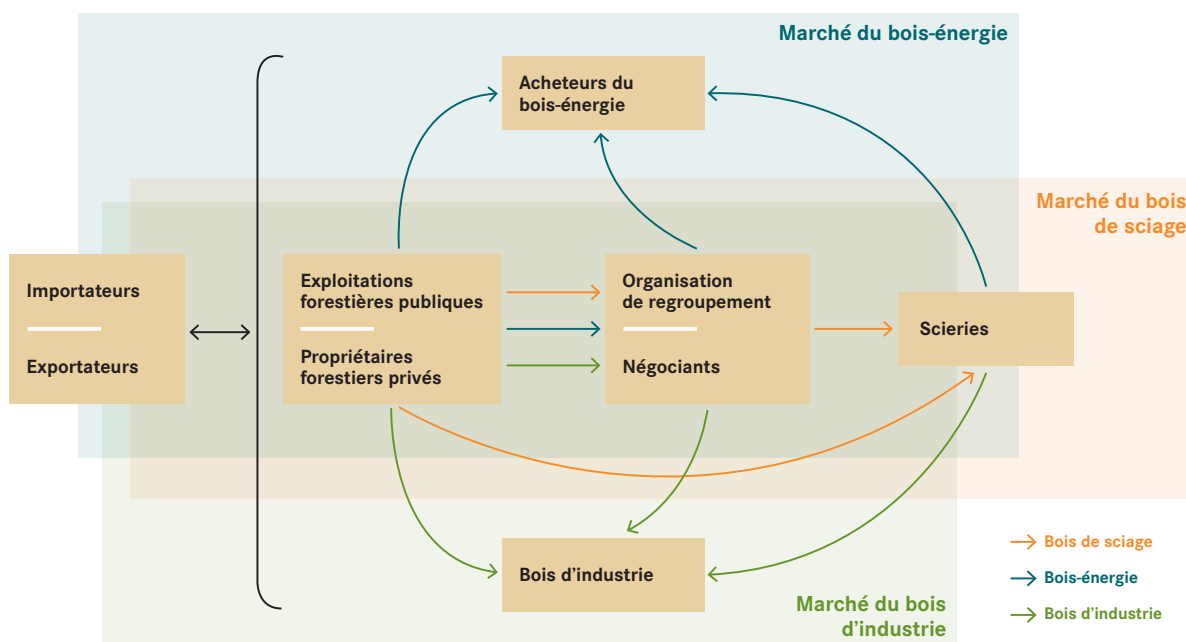 Marché du bois-énergie
Acheteurs du
bois-énergie
Marché du bois
de sciage
Importateurs
Exportateurs
Exploitations
forestières publiques
Propriétaires
forestiers privés
Organisation
de regroupement
Négociants
Scieries
Bois d’industrie
Marché du bois
d’industrie
Bois de sciage
Bois-énergie
Bois d’industrie